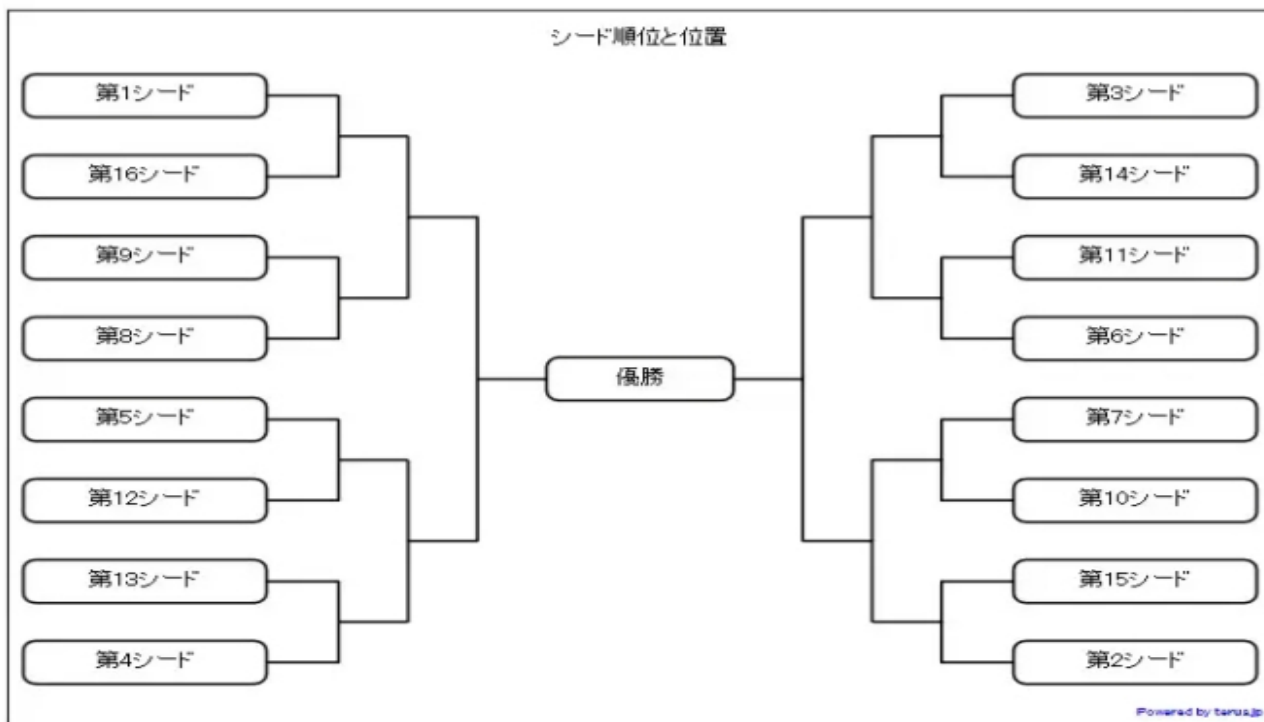 シード順位と位置
第1シード
第16シード
第9シード
第8シード
第5シード
第12シード
第13シード
第4シード
優勝
第3シード
第14シード
第11シード
第6シード
第7シード
第10シード
第15シード
第2シード
Powered by terus.jp